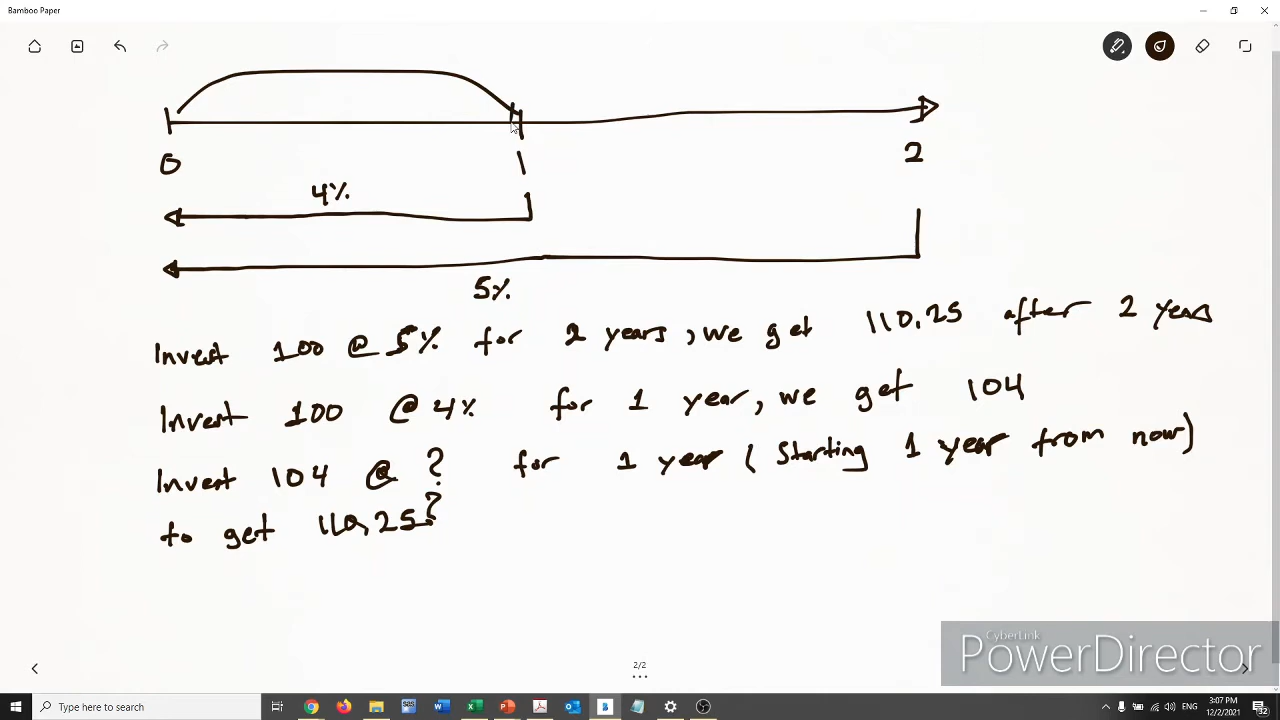 Bamboo Paper
0
1
2
4%
5%
Invest 100 @ 5% for 2 years, we get 110.25 after 2 years
Invest 100 @ 4% for 1 year, we get 104
Invest 104 @ ? for 1 year (Starting 1 year from now)
to get 110.25?
CyberLink
PowerDirector
2/2
Type here to search
ENG
3:07 PM
12/2/2021